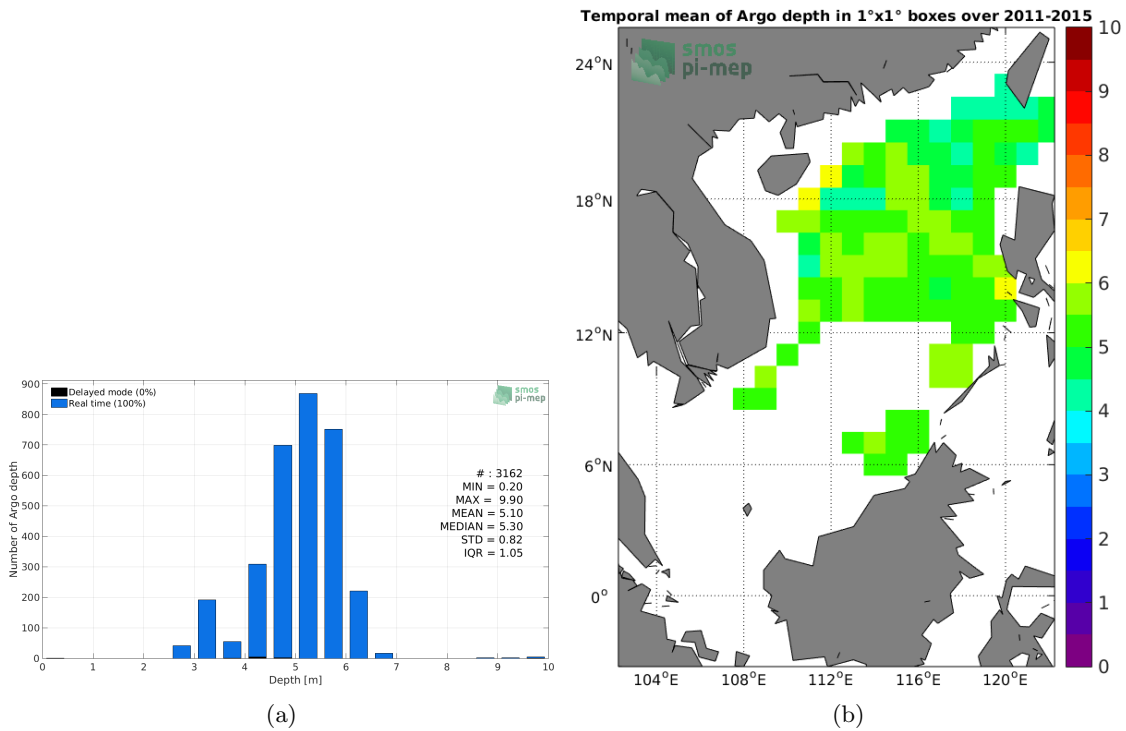 Temporal mean of Argo depth in 1°x1° boxes over 2011-2015
smos
pi-mep
24°N
18°N
12°N
6°N
0°
104°E 108°E 112°E 116°E 120°E
10
9
8
7
6
5
4
3
2
1
0
Delayed mode (0%)
Real time (100%)
smos
pi-mep
# : 3162
MIN = 0.20
MAX = 9.90
MEAN = 5.10
MEDIAN = 5.30
STD = 0.82
IQR = 1.05
Number of Argo depth
900
800
700
600
500
400
300
200
100
0
0 1 2 3 4 5 6 7 8 9 10
Depth [m]
(a)
(b)